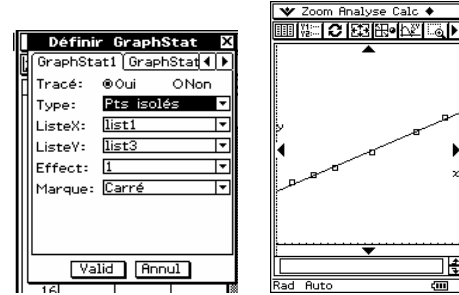 Définir GraphStat
GraphStat1 GraphStat
Tracé: Oui Non
Type: Pts isolés
ListeX: list1
ListeY: list3
Effect: 1
Marque: Carré
Valid Annul
16
Zoom Analyse Calc
y
x
Rad Auto